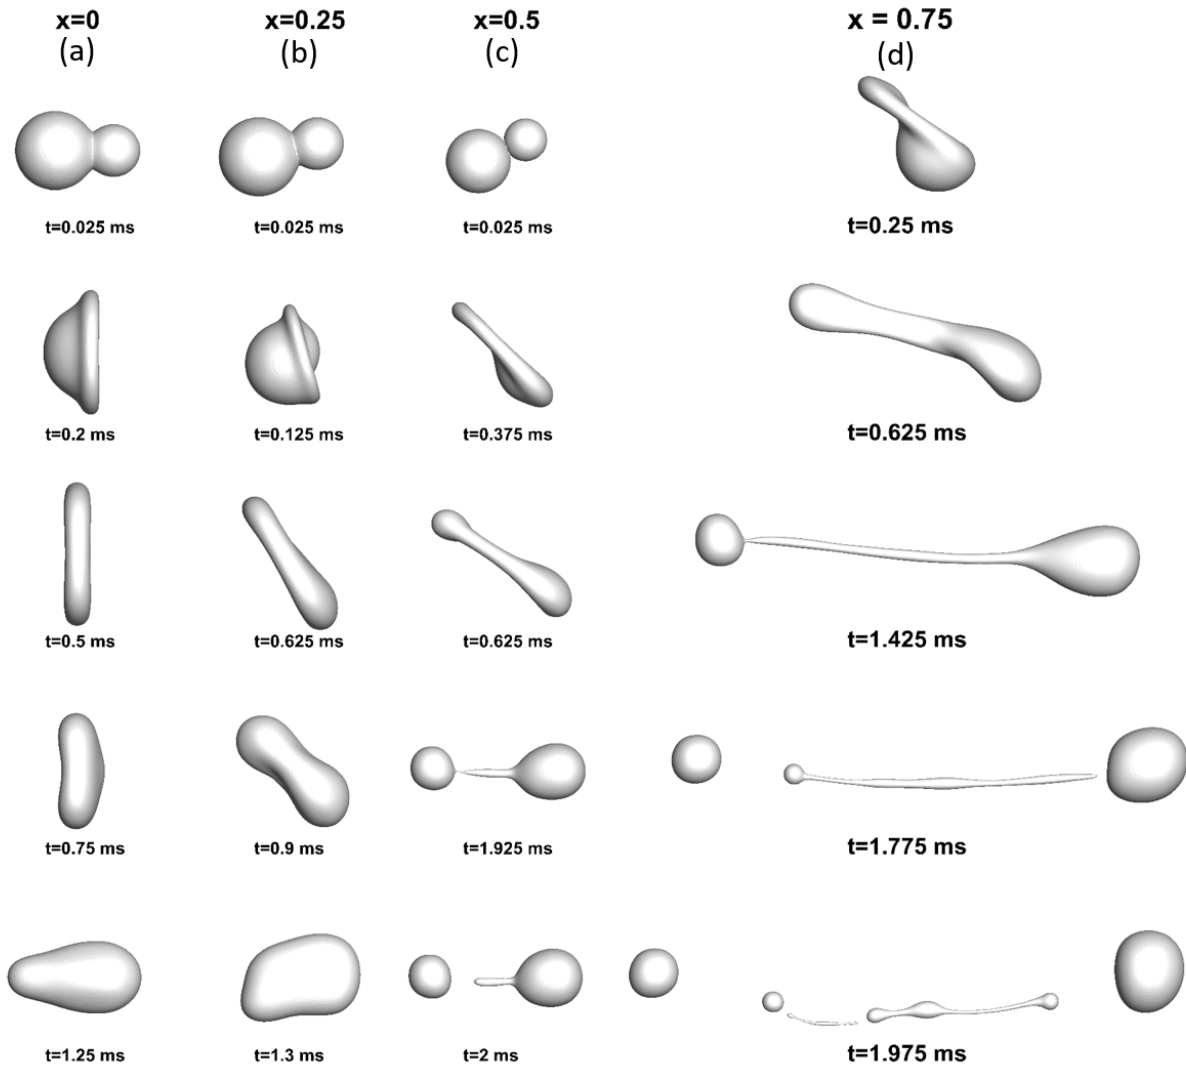 x=0 x=0.25 x=0.5 x = 0.75
(a) (b) (c) (d)
t=0.025 ms t=0.025 ms t=0.025 ms t=0.25 ms
t=0.2 ms t=0.125 ms t=0.375 ms t=0.625 ms
t=0.5 ms t=0.625 ms t=0.625 ms t=1.425 ms
t=0.75 ms t=0.9 ms t=1.925 ms t=1.775 ms
t=1.25 ms t=1.3 ms t=2 ms t=1.975 ms